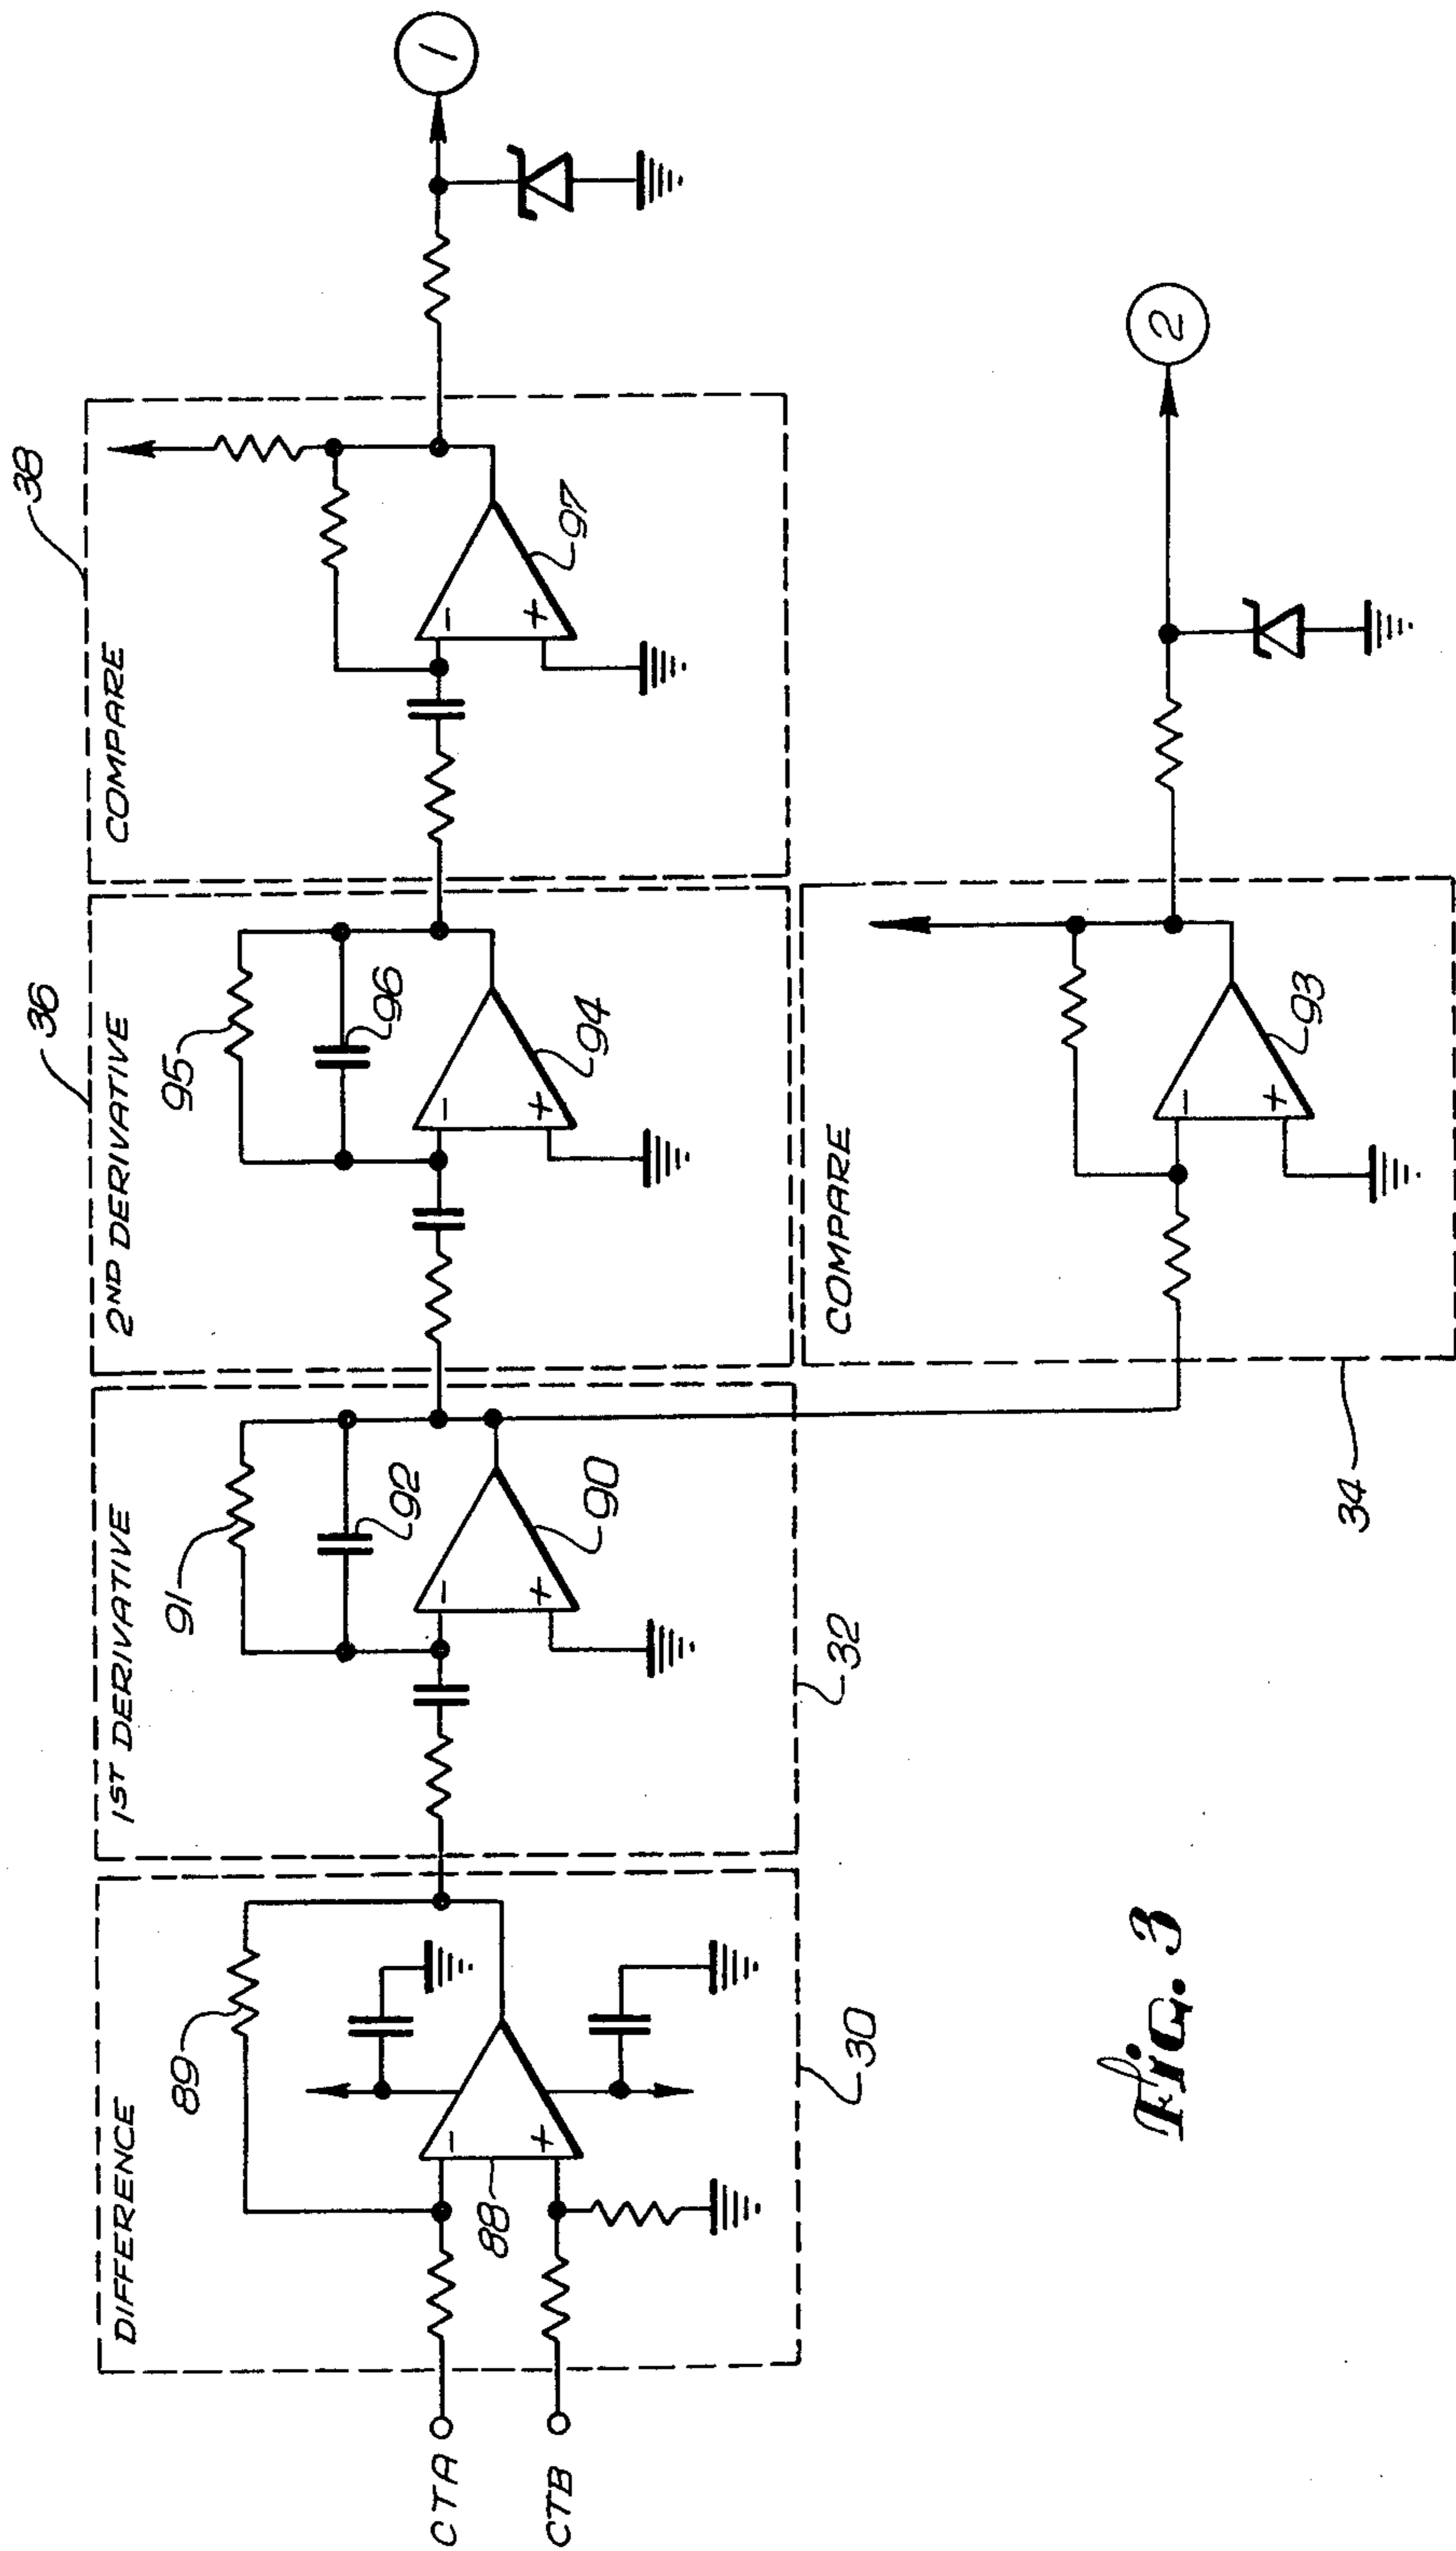 CTA
CTB
DIFFERENCE
89
88
- +
30
1ST DERIVATIVE
91
92
90
- +
32
2ND DERIVATIVE
36
95
96
94
- +
COMPARE
38
97
- +
1
COMPARE
34
93
- +
2
Fig. 3